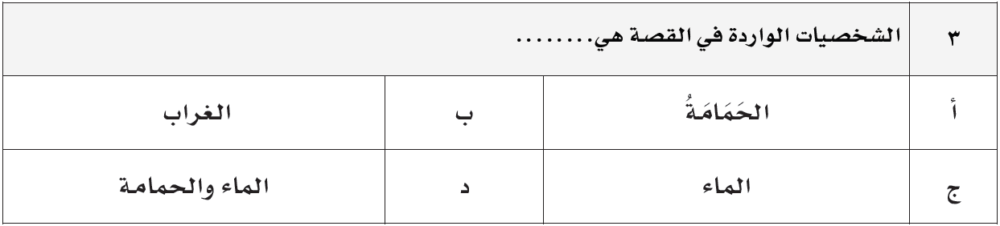 ٣ الشخصيات الواردة في القصة هي........
أ الحَمَامَةُ ب الغراب
ج الماء د الماء والحمامة